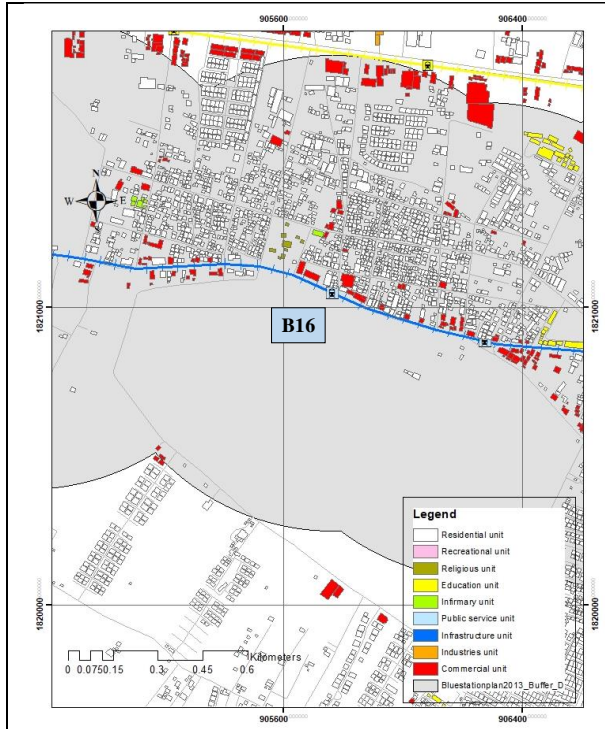 905600
906400
N
W
E
S
1821000
1821000
B16
Legend
Residential unit
Recreational unit
Religious unit
Education unit
Infirmary unit
Public service unit
Infrastructure unit
Industries unit
Commercial unit
Bluestationplan2013_Buffer_D
1820000
1820000
Kilometers
0 0.0750.15 0.3 0.45 0.6
905600
906400